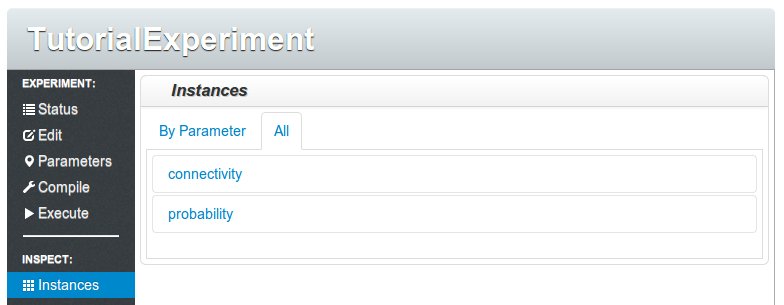 TutorialExperiment
EXPERIMENT:
Status
Edit
Parameters
Compile
Execute
INSPECT:
Instances
Instances
By Parameter All
connectivity
probability